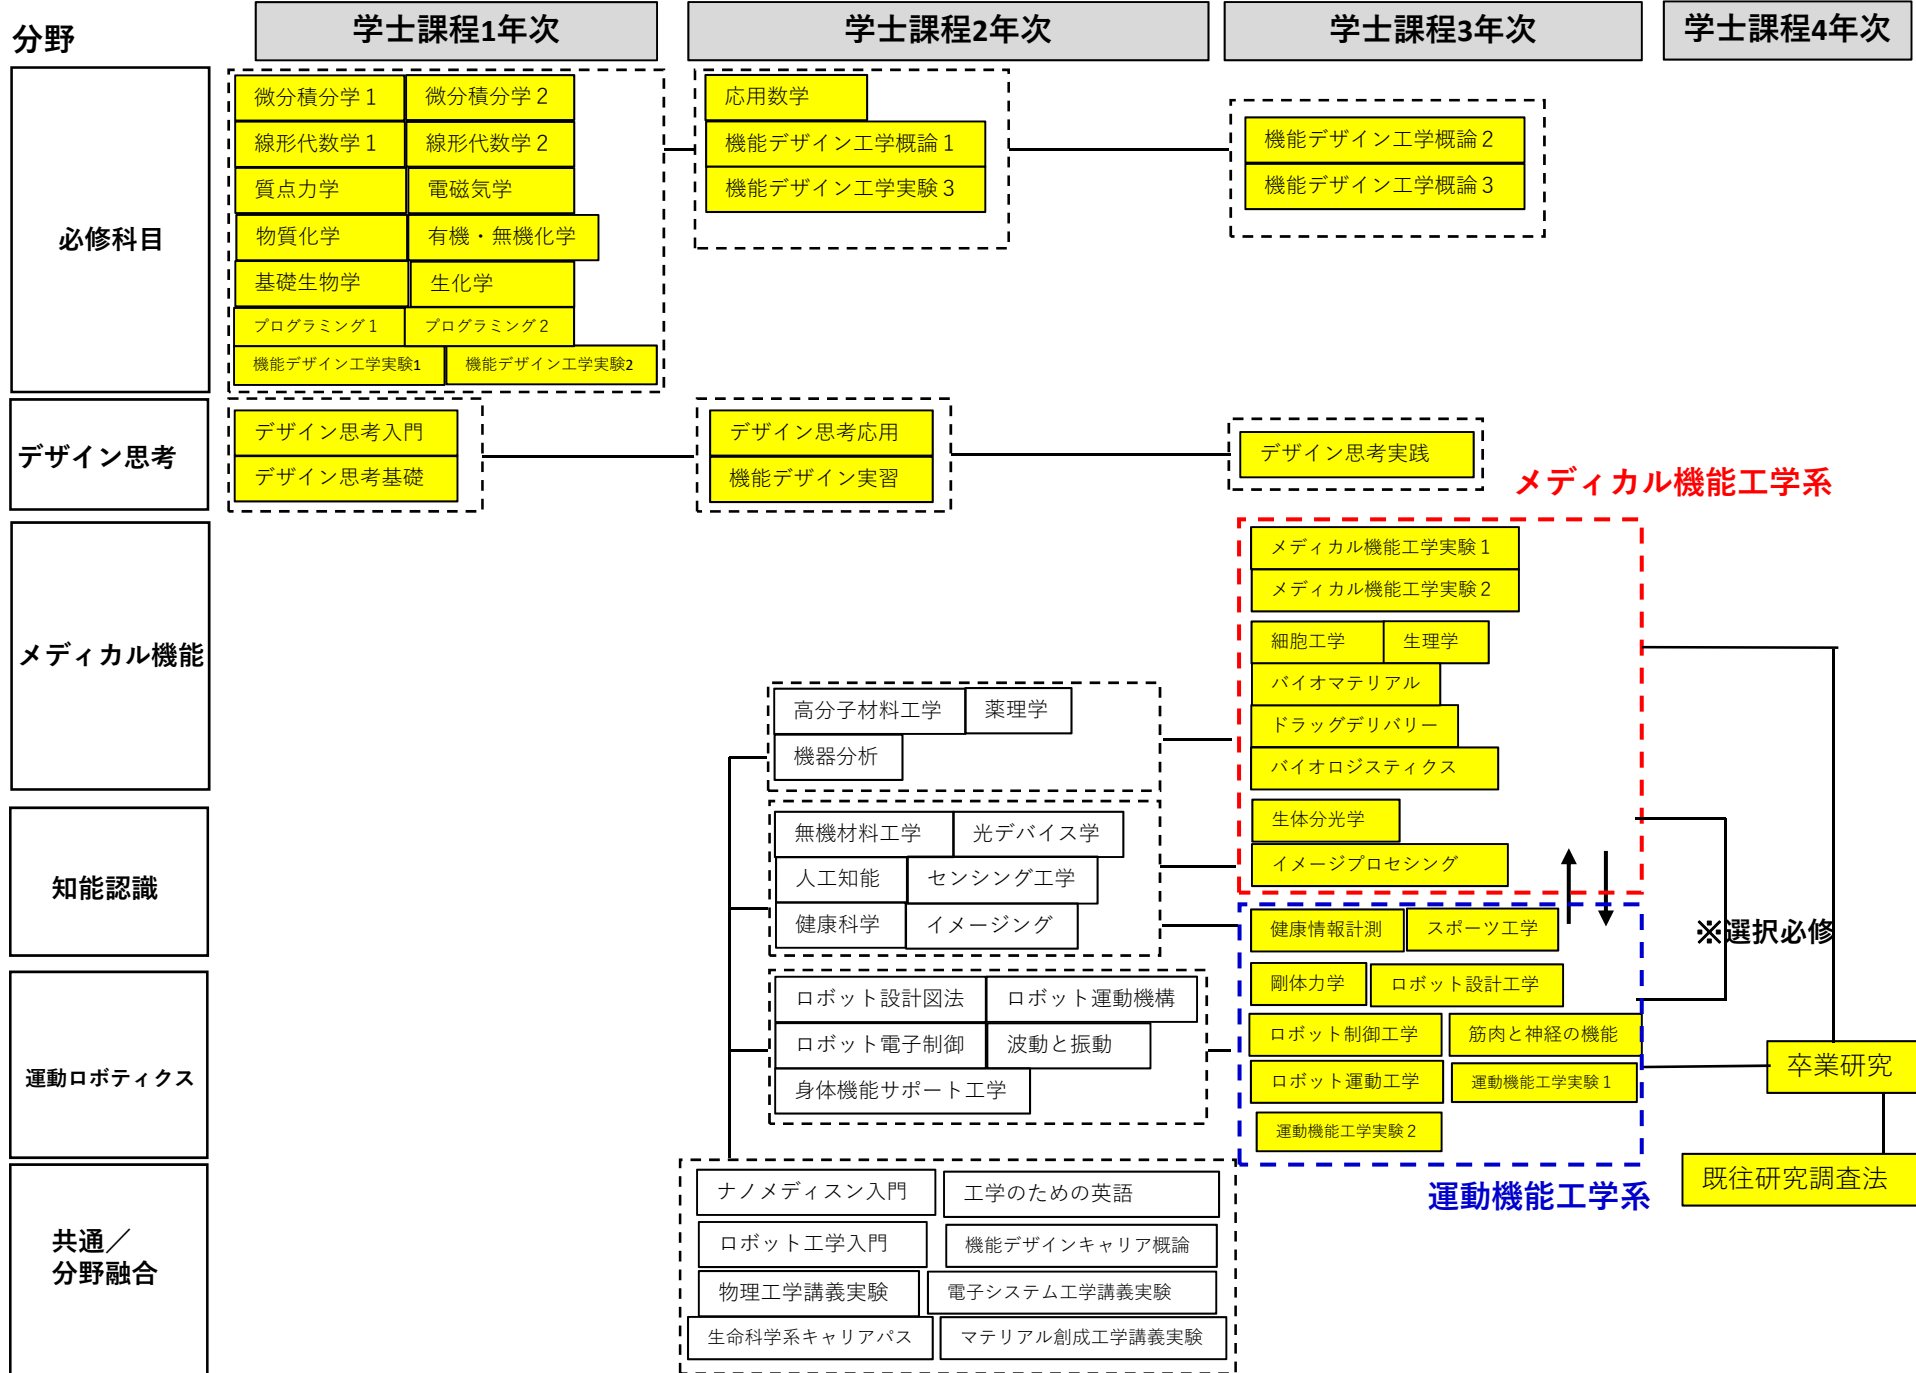 分野
学士課程1年次
学士課程2年次
学士課程3年次
学士課程4年次
必修科目
微分積分学1
微分積分学2
線形代数学1
線形代数学2
質点力学
電磁気学
物質化学
有機・無機化学
基礎生物学
生化学
プログラミング1
プログラミング2
機能デザイン工学実験1
機能デザイン工学実験2
応用数学
機能デザイン工学概論1
機能デザイン工学実験3
機能デザイン工学概論2
機能デザイン工学概論3
デザイン思考
デザイン思考入門
デザイン思考基礎
デザイン思考応用
機能デザイン実習
デザイン思考実践
メディカル機能工学系
メディカル機能
高分子材料工学
薬理学
機器分析
メディカル機能工学実験1
メディカル機能工学実験2
細胞工学
生理学
バイオマテリアル
ドラッグデリバリー
バイオロジスティクス
知能認識
無機材料工学
光デバイス学
人工知能
センシング工学
健康科学
イメージング
生体分光学
イメージプロセシング
健康情報計測
スポーツ工学
※選択必修
運動ロボティクス
ロボット設計図法
ロボット運動機構
ロボット電子制御
波動と振動
身体機能サポート工学
剛体力学
ロボット設計工学
ロボット制御工学
筋肉と神経の機能
ロボット運動工学
運動機能工学実験1
運動機能工学実験2
卒業研究
既往研究調査法
運動機能工学系
共通／
分野融合
ナノメディスン入門
工学のための英語
ロボット工学入門
機能デザインキャリア概論
物理工学講義実験
電子システム工学講義実験
生命科学系キャリアパス
マテリアル創成工学講義実験